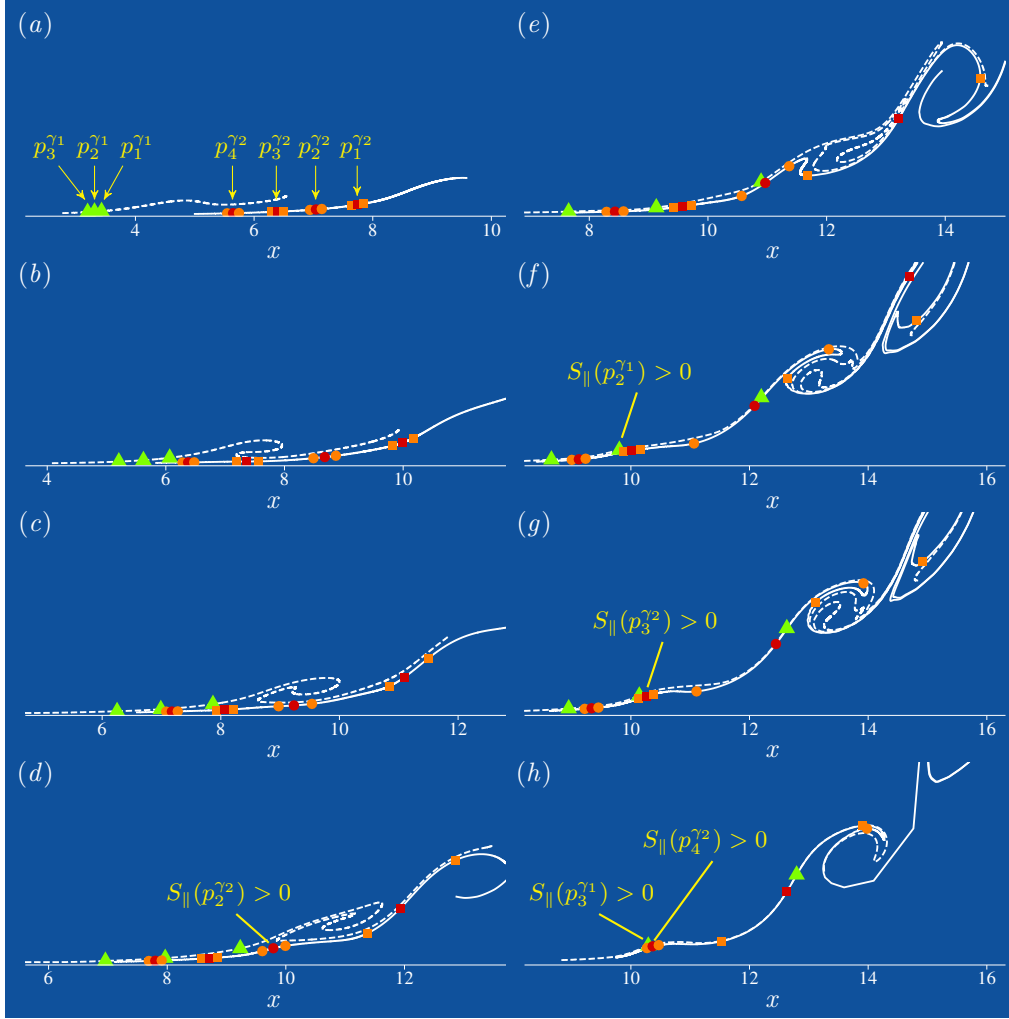 (a)
p_3^{γ1} p_2^{γ1} p_1^{γ1} p_4^{γ2} p_3^{γ2} p_2^{γ2} p_1^{γ2}
4 6 8 10
x
(b)
4 6 8 10
x
(c)
6 8 10 12
x
(d)
S_∥(p_2^{γ2}) > 0
6 8 10 12
x
(e)
8 10 12 14
x
(f)
S_∥(p_2^{γ1}) > 0
10 12 14 16
x
(g)
S_∥(p_3^{γ2}) > 0
10 12 14 16
x
(h)
S_∥(p_4^{γ2}) > 0
S_∥(p_3^{γ1}) > 0
10 12 14 16
x